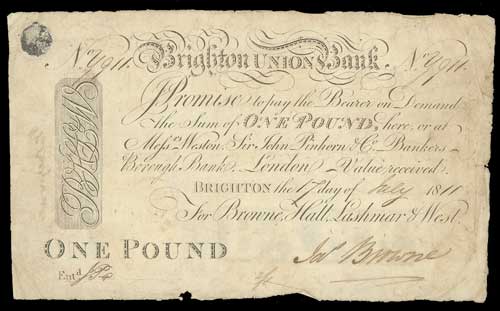 No. 7911. Brighton Union Bank. No. 7911.
I Promise to pay the Bearer on Demand
the Sum of ONE POUND, here, or at
Messrs. Weston, Sir John Pinhorn & Co. Bankers
Borough Bank, London Value received.
BRIGHTON the 17 day of July 1811
For Browne, Hall, Lashmar & West.
BHL&W
ONE POUND
Jas. Browne
Entd.